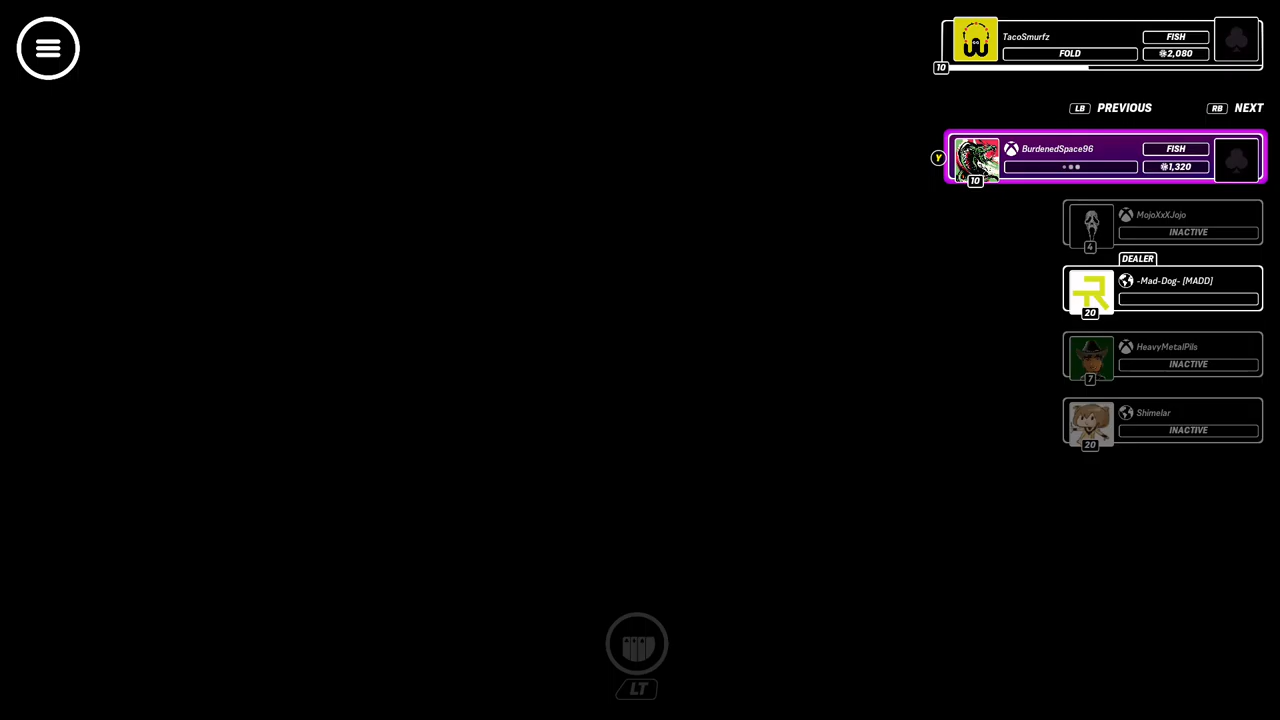 TacoSmurfz
FISH
FOLD
2,080
10
LB PREVIOUS
RB NEXT
Y
BurdenedSpace96
FISH
1,320
10
MojoXxXJojo
INACTIVE
4
DEALER
-Mad-Dog- [MADD]
20
HeavyMetalPils
INACTIVE
7
Shimelar
INACTIVE
20
LT